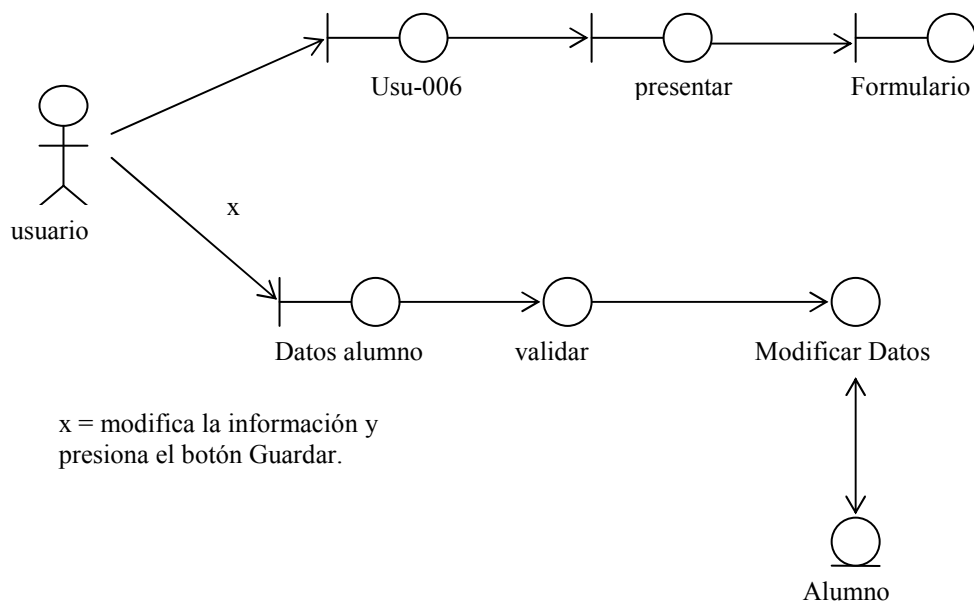 Usu-006
presentar
Formulario
usuario
x
Datos alumno
validar
Modificar Datos
x = modifica la información y
presiona el botón Guardar.
Alumno